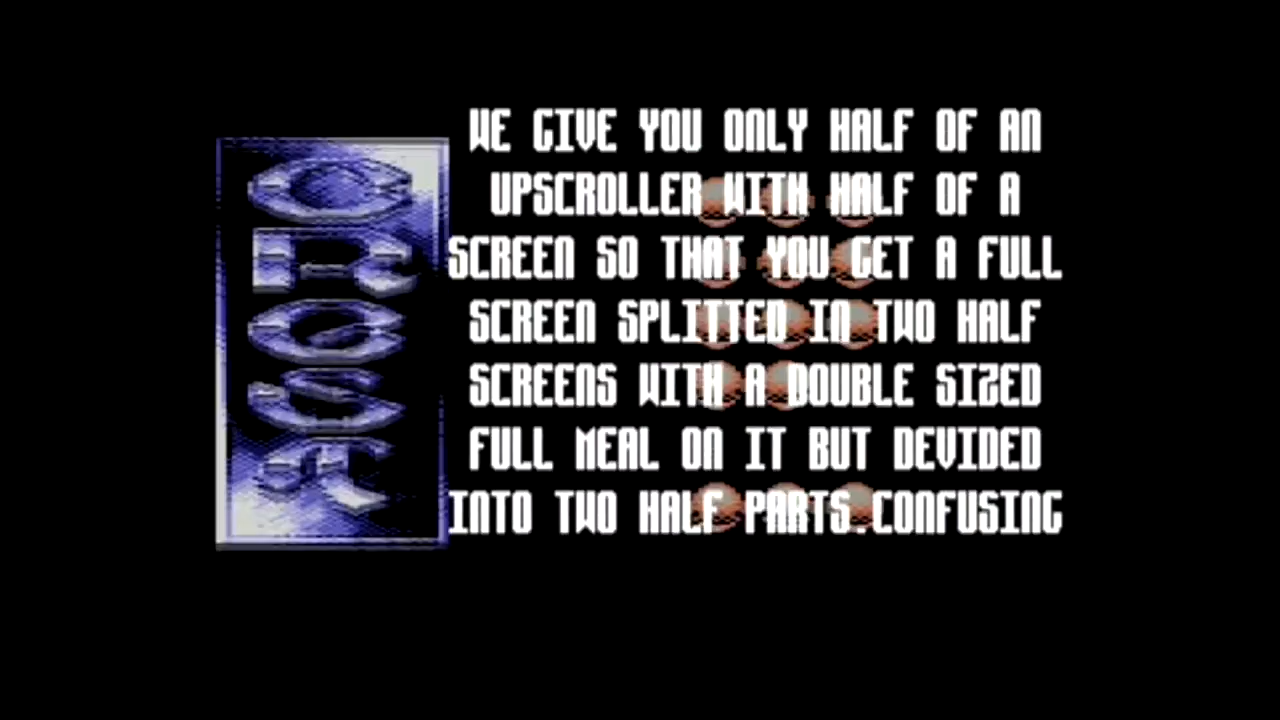 WE GIVE YOU ONLY HALF OF AN
UPSCROLLER WITH HALF OF A
SCREEN SO THAT YOU GET A FULL
SCREEN SPLITTED IN TWO HALF
SCREENS WITH A DOUBLE SIZED
FULL MEAL ON IT BUT DEVIDED
INTO TWO HALF PARTS.CONFUSING